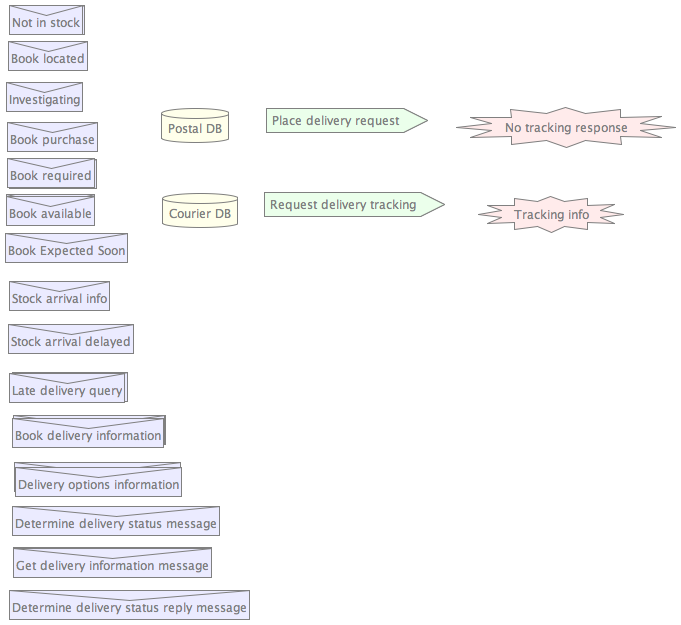 Not in stock
Book located
Investigating
Book purchase
Book required
Book available
Book Expected Soon
Stock arrival info
Stock arrival delayed
Late delivery query
Book delivery information
Delivery options information
Determine delivery status message
Get delivery information message
Determine delivery status reply message
Postal DB
Courier DB
Place delivery request
Request delivery tracking
No tracking response
Tracking info